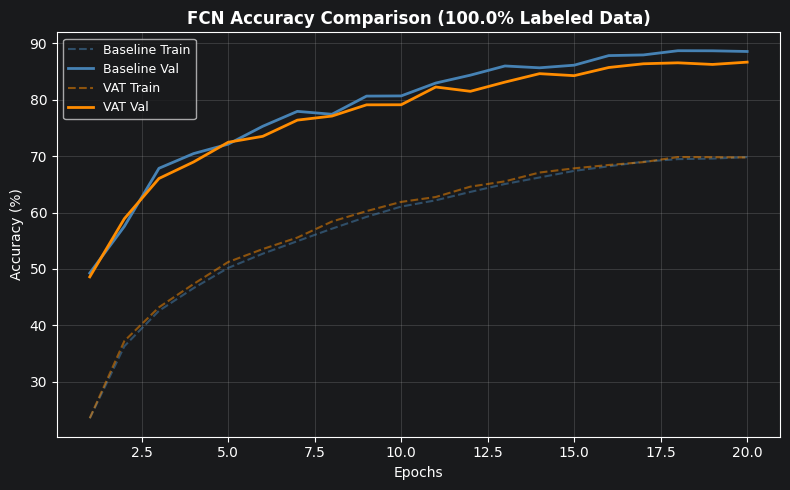 FCN Accuracy Comparison (100.0% Labeled Data)
Baseline Train
Baseline Val
VAT Train
VAT Val
Accuracy (%)
90
80
70
60
50
40
30
2.5 5.0 7.5 10.0 12.5 15.0 17.5 20.0
Epochs